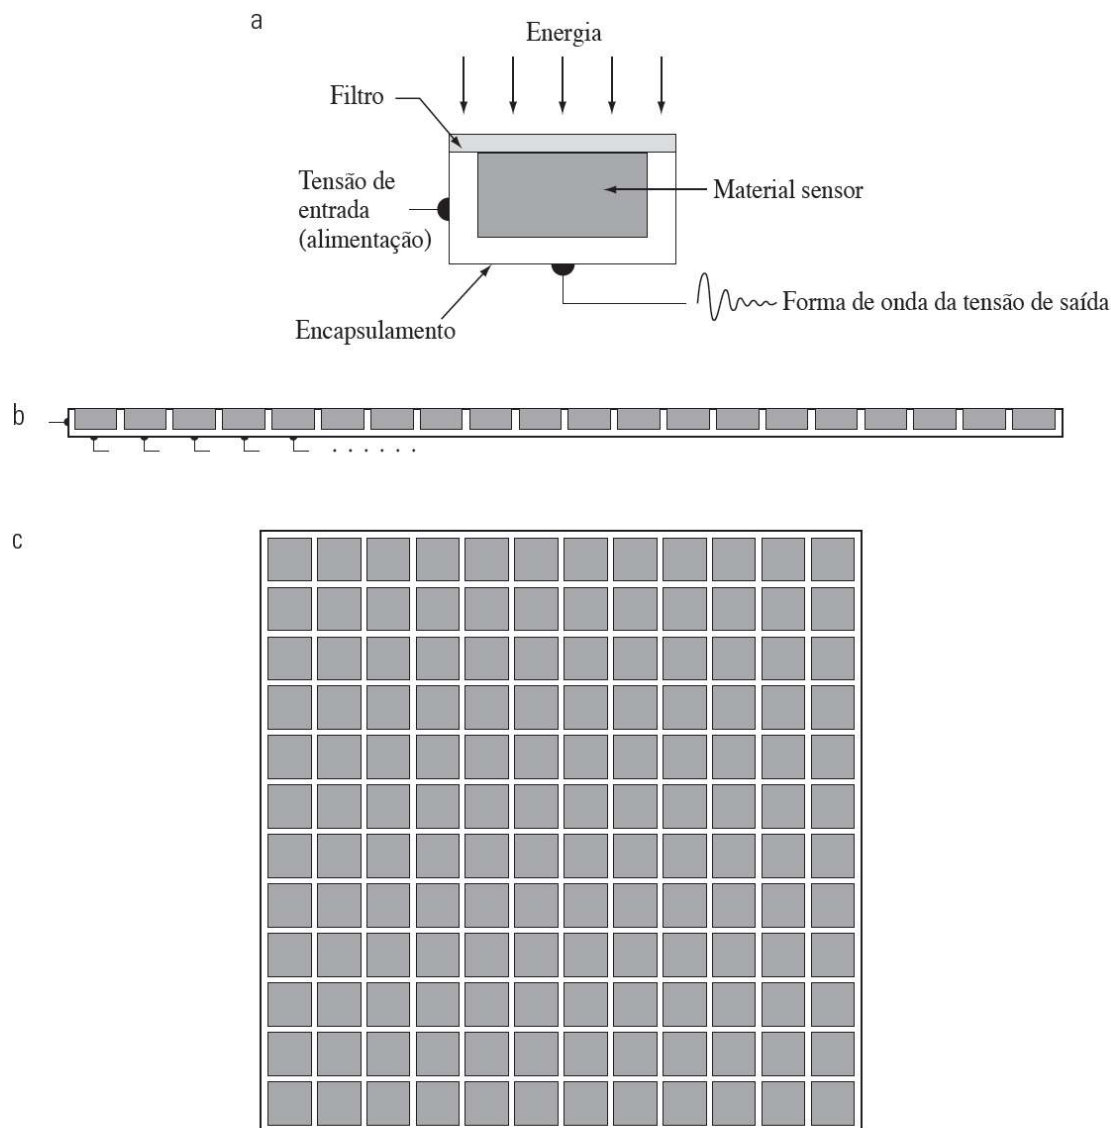 a
Energia
Filtro
Tensão de
entrada
(alimentação)
Material sensor
Forma de onda da tensão de saída
Encapsulamento
b
c